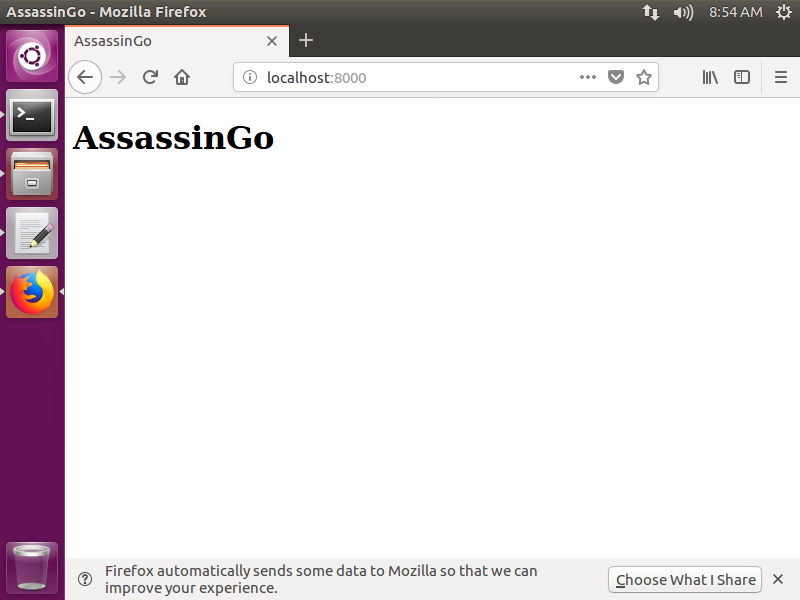 AssassinGo - Mozilla Firefox
8:54 AM
AssassinGo
localhost:8000
AssassinGo
Firefox automatically sends some data to Mozilla so that we can
improve your experience.
Choose What I Share